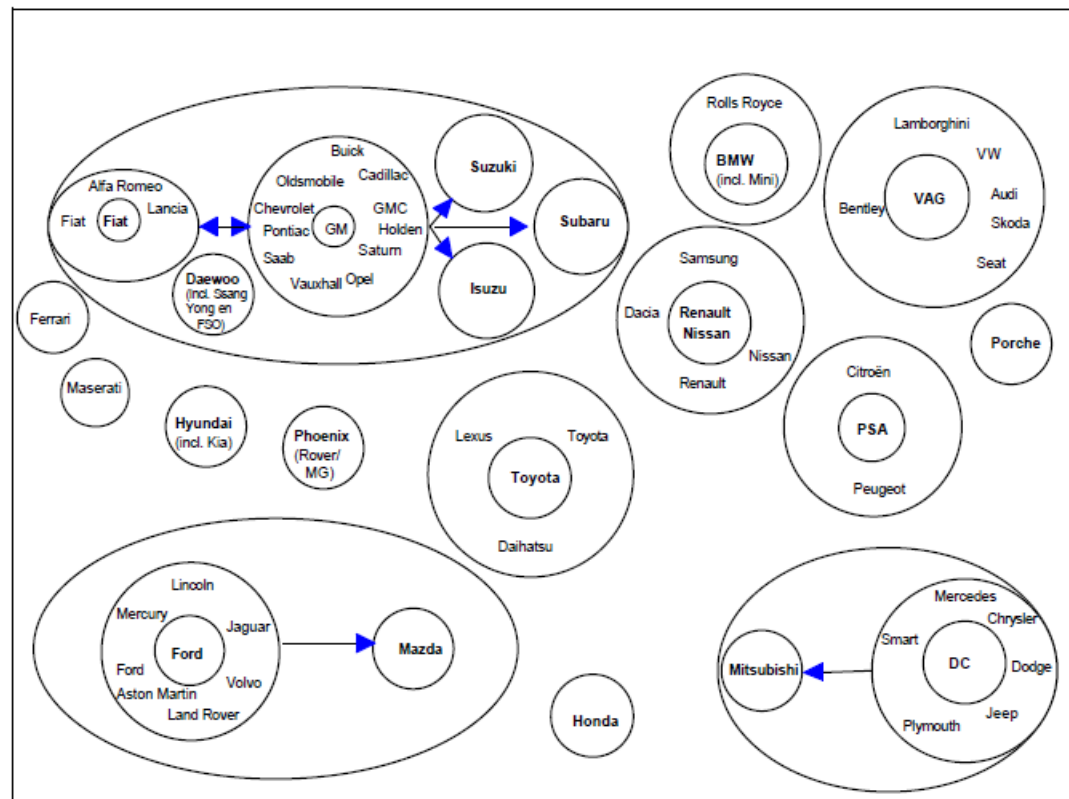 Fiat
Alfa Romeo
Lancia
Fiat
Buick
Oldsmobile
Cadillac
Chevrolet
GMC
Pontiac
GM
Holden
Saab
Saturn
Vauxhall
Opel
Suzuki
Subaru
Isuzu
Daewoo
(Incl. Ssang
Yong en
FSO)
Ferrari
Maserati
Hyundai
(incl. Kia)
Phoenix
(Rover/
MG)
Rolls Royce
BMW
(incl. Mini)
Lamborghini
VW
Audi
Bentley
VAG
Skoda
Seat
Samsung
Dacia
Renault
Nissan
Nissan
Renault
Porche
Citroën
PSA
Peugeot
Lexus
Toyota
Toyota
Daihatsu
Lincoln
Mercury
Jaguar
Ford
Ford
Volvo
Aston Martin
Land Rover
Mazda
Honda
Mitsubishi
Mercedes
Chrysler
Smart
DC
Dodge
Jeep
Plymouth